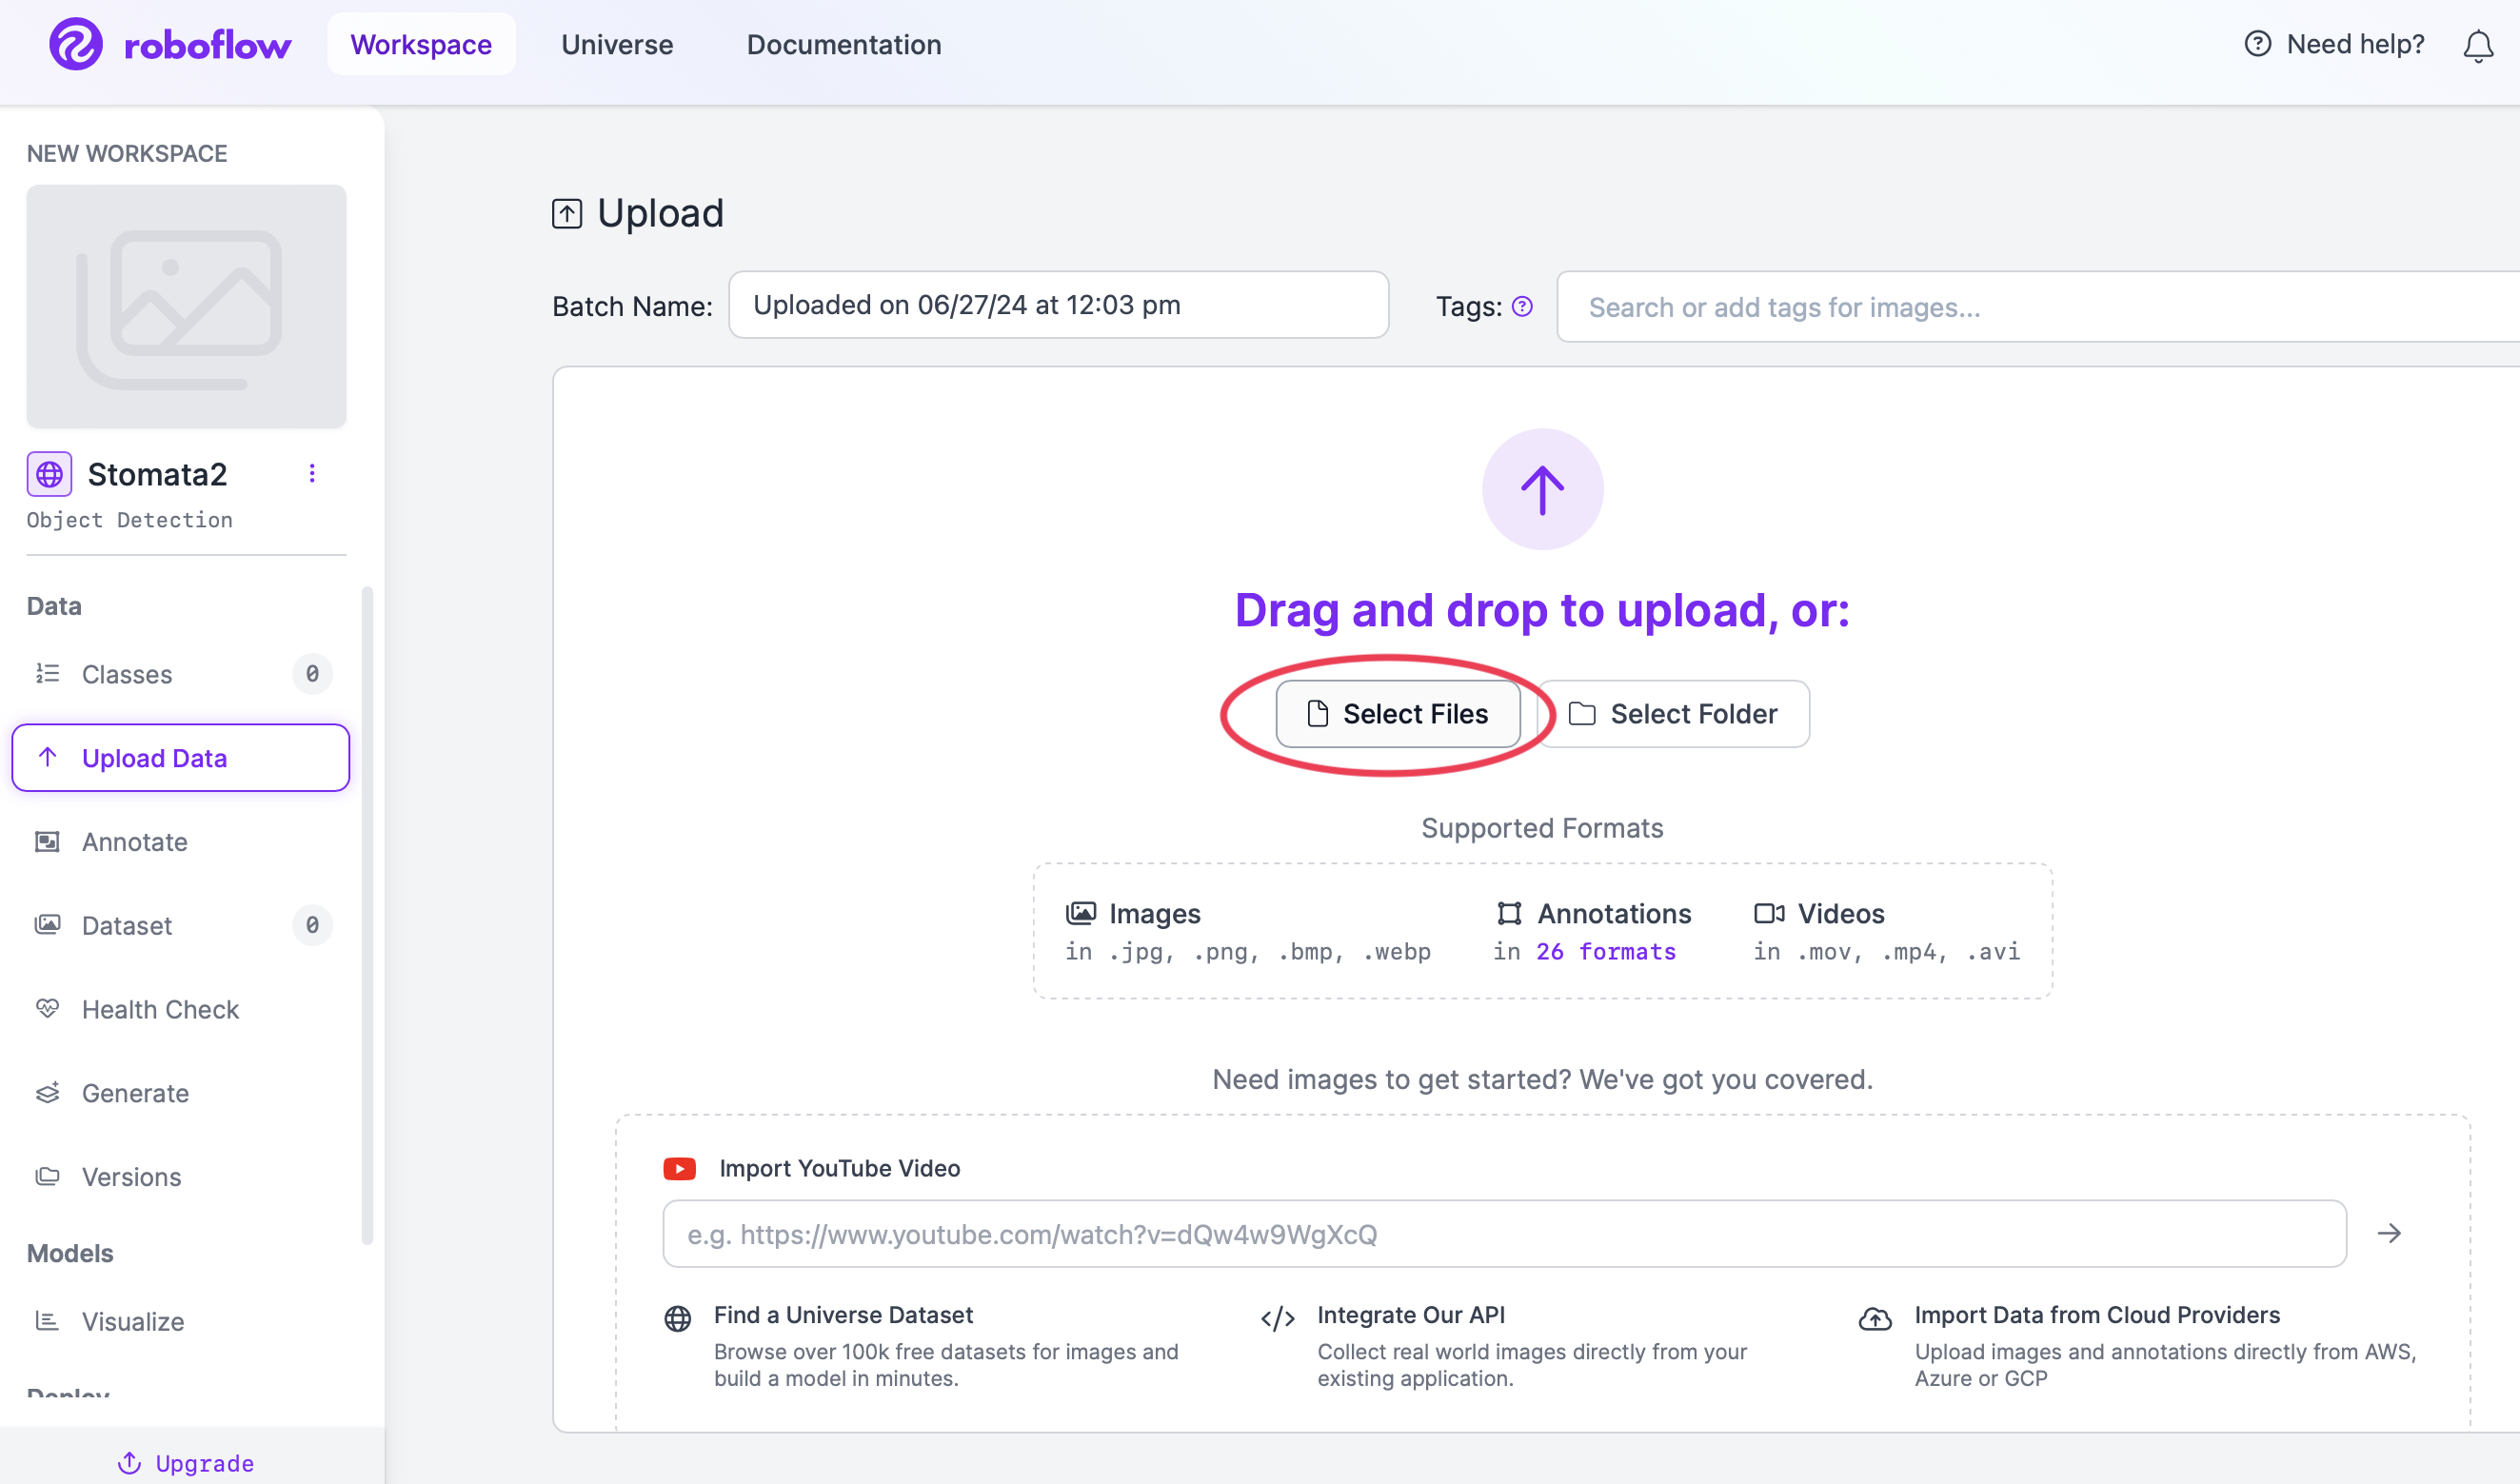 roboflow Workspace Universe Documentation Need help?
NEW WORKSPACE
Stomata2
Object Detection
Data
Classes 0
Upload Data
Annotate
Dataset 0
Health Check
Generate
Versions
Models
Visualize
Deploy
Upgrade
Upload
Batch Name: Uploaded on 06/27/24 at 12:03 pm Tags: Search or add tags for images...
Drag and drop to upload, or:
Select Files Select Folder
Supported Formats
Images Annotations Videos
in .jpg, .png, .bmp, .webp in 26 formats in .mov, .mp4, .avi
Need images to get started? We've got you covered.
Import YouTube Video
e.g. https://www.youtube.com/watch?v=dQw4w9WgXcQ
Find a Universe Dataset
Browse over 100k free datasets for images and
build a model in minutes.
Integrate Our API
Collect real world images directly from your
existing application.
Import Data from Cloud Providers
Upload images and annotations directly from AWS,
Azure or GCP